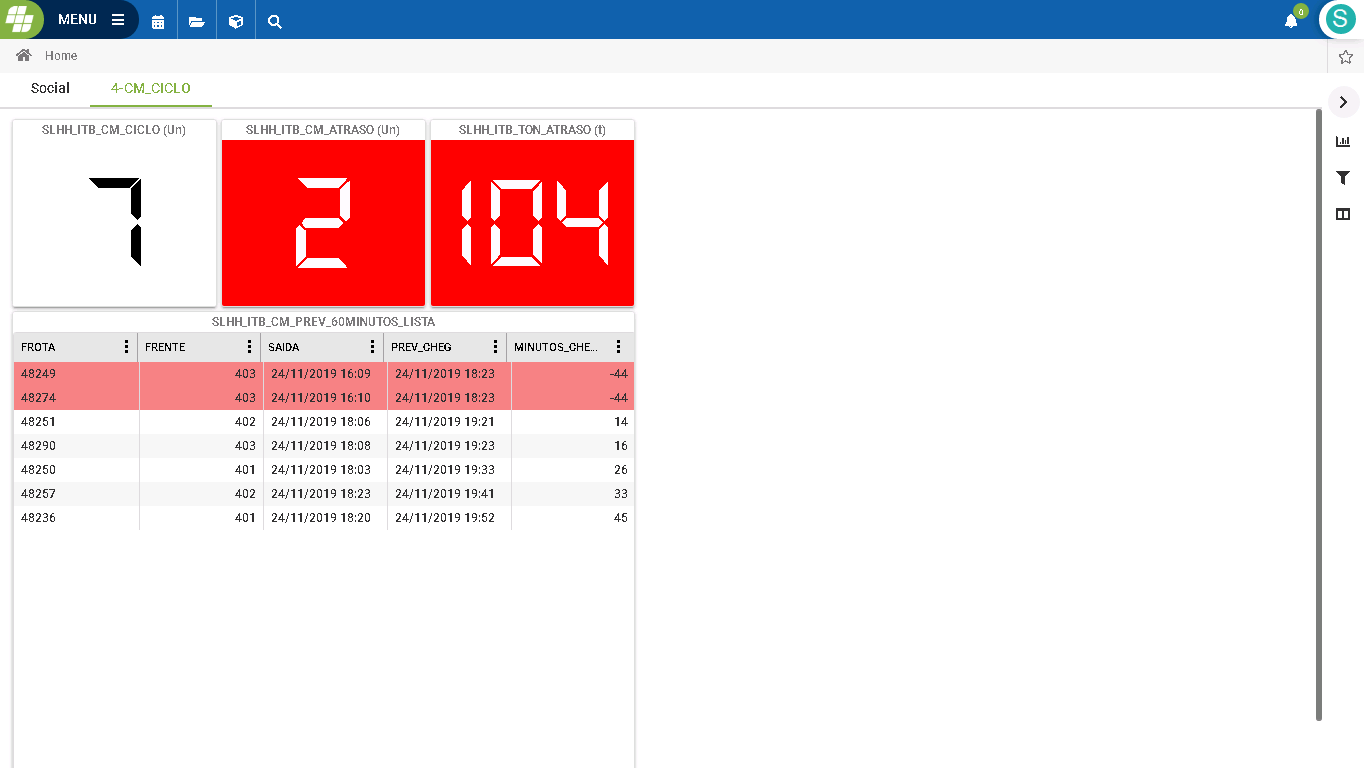 MENU
0
S
Home
Social 4-CM_CICLO
SLHH_ITB_CM_CICLO (Un) SLHH_ITB_CM_ATRASO (Un) SLHH_ITB_TON_ATRASO (t)
7 2 104
SLHH_ITB_CM_PREV_60MINUTOS_LISTA
FROTA FRENTE SAIDA PREV_CHEG MINUTOS_CHE...
48249 403 24/11/2019 16:09 24/11/2019 18:23 -44
48274 403 24/11/2019 16:10 24/11/2019 18:23 -44
48251 402 24/11/2019 18:06 24/11/2019 19:21 14
48290 403 24/11/2019 18:08 24/11/2019 19:23 16
48250 401 24/11/2019 18:03 24/11/2019 19:33 26
48257 402 24/11/2019 18:23 24/11/2019 19:41 33
48236 401 24/11/2019 18:20 24/11/2019 19:52 45